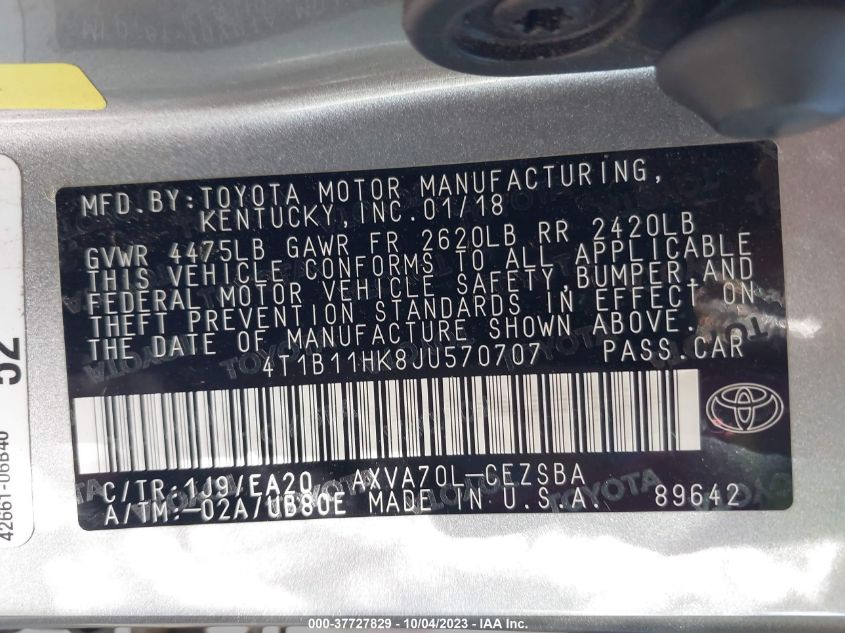 MFD.BY:TOYOTA MOTOR MANUFACTURING,
KENTUCKY,INC.01/18
GVWR 4475LB GAWR FR 2620LB RR 2420LB
THIS VEHICLE CONFORMS TO ALL APPLICABLE
FEDERAL MOTOR VEHICLE SAFETY,BUMPER,AND
THEFT PREVENTION STANDARDS IN EFFECT ON
THE DATE OF MANUFACTURE SHOWN ABOVE.
4T1B11HK8JU570707 PASS.CAR
C/TR:1J9/EA20 AXVA70L-CEZSBA
A/TM:-02A/UB80E MADE IN U.S.A. 89642
52
42661-06B40
000-37727829 - 10/04/2023 - IAA Inc.